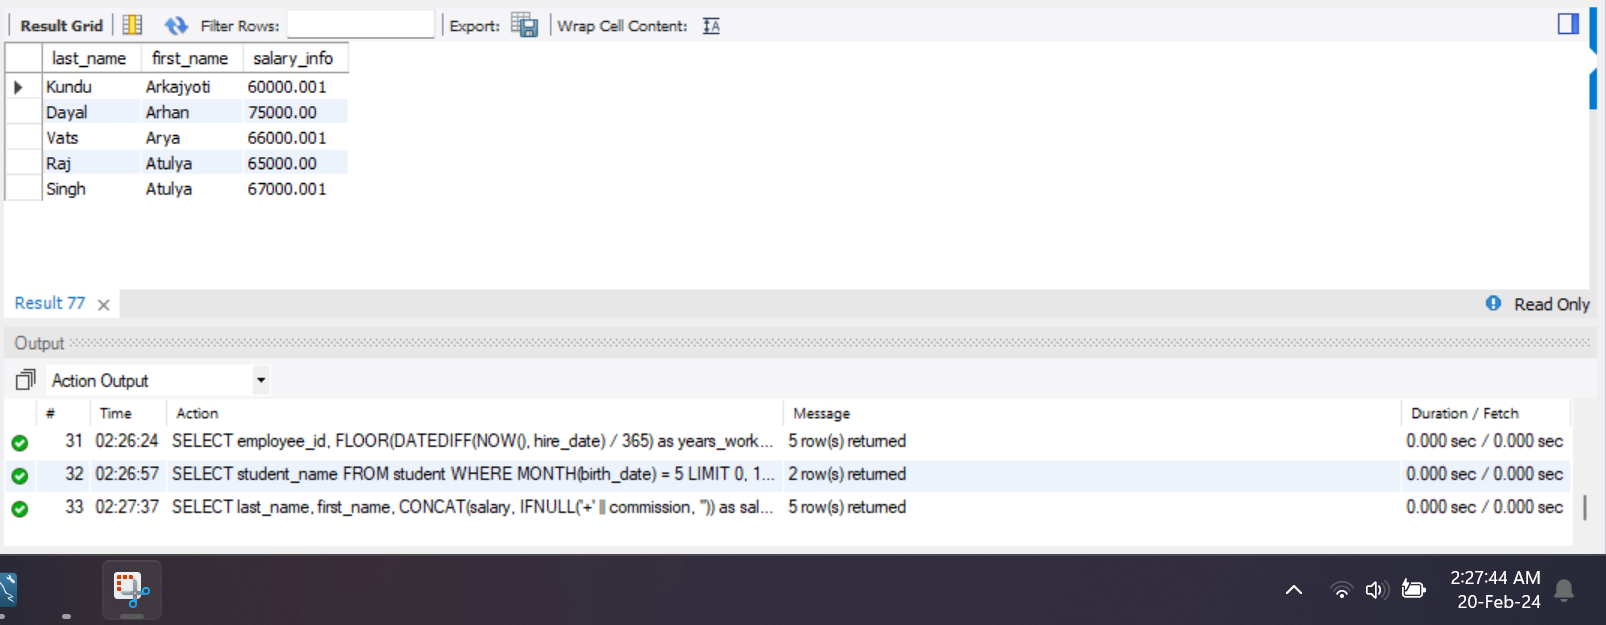 Result Grid Filter Rows: Export: Wrap Cell Content:
last_name first_name salary_info
Kundu Arkajyoti 60000.001
Dayal Arhan 75000.00
Vats Arya 66000.001
Raj Atulya 65000.00
Singh Atulya 67000.001
Result 77 Read Only
Output
Action Output
# Time Action Message Duration / Fetch
31 02:26:24 SELECT employee_id, FLOOR(DATEDIFF(NOW(), hire_date) / 365) as years_work... 5 row(s) returned 0.000 sec / 0.000 sec
32 02:26:57 SELECT student_name FROM student WHERE MONTH(birth_date) = 5 LIMIT 0, 1... 2 row(s) returned 0.000 sec / 0.000 sec
33 02:27:37 SELECT last_name, first_name, CONCAT(salary, IFNULL('+' || commission, '')) as sal... 5 row(s) returned 0.000 sec / 0.000 sec
2:27:44 AM
20-Feb-24